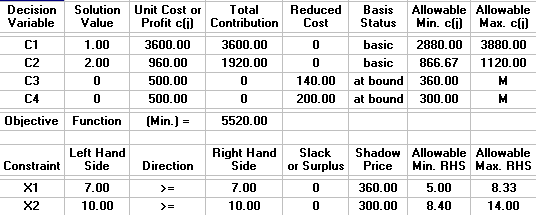 Decision Solution Unit Cost or Total Reduced Basis Allowable Allowable
Variable Value Profit c(j) Contribution Cost Status Min. c(j) Max. c(j)
C1 1.00 3600.00 3600.00 0 basic 2880.00 3880.00
C2 2.00 960.00 1920.00 0 basic 866.67 1120.00
C3 0 500.00 0 140.00 at bound 360.00 M
C4 0 500.00 0 200.00 at bound 300.00 M
Objective Function (Min.) = 5520.00
Left Hand Right Hand Slack Shadow Allowable Allowable
Constraint Side Direction Side or Surplus Price Min. RHS Max. RHS
X1 7.00 >= 7.00 0 360.00 5.00 8.33
X2 10.00 >= 10.00 0 300.00 8.40 14.00